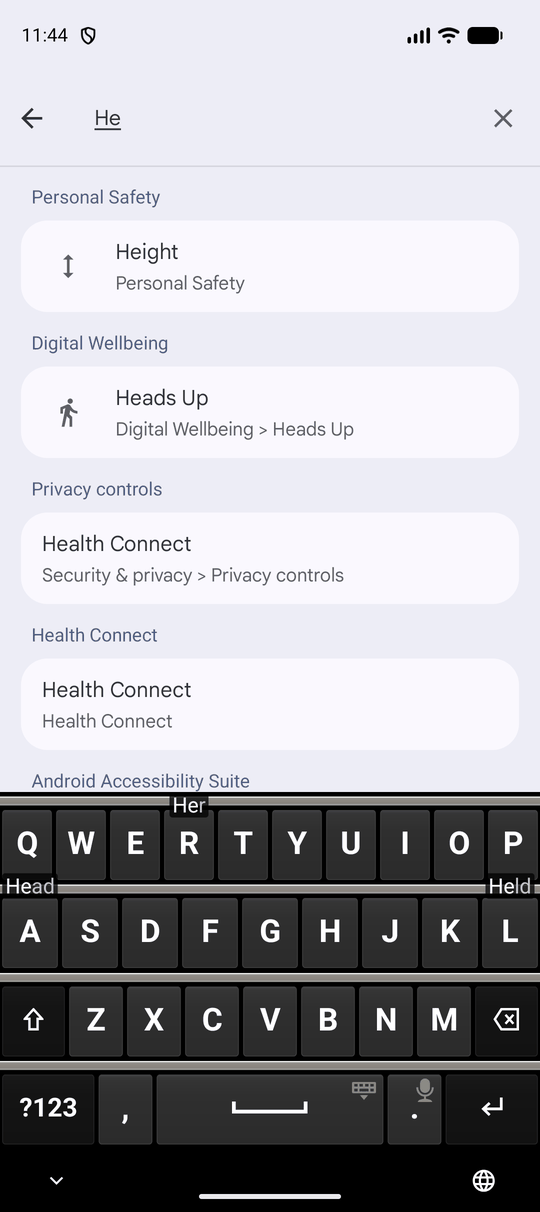 11:44
He
Personal Safety
Height
Personal Safety
Digital Wellbeing
Heads Up
Digital Wellbeing > Heads Up
Privacy controls
Health Connect
Security & privacy > Privacy controls
Health Connect
Health Connect
Health Connect
Android Accessibility Suite
Her
Q W E R T Y U I O P
Head Held
A S D F G H J K L
Z X C V B N M
?123 , .